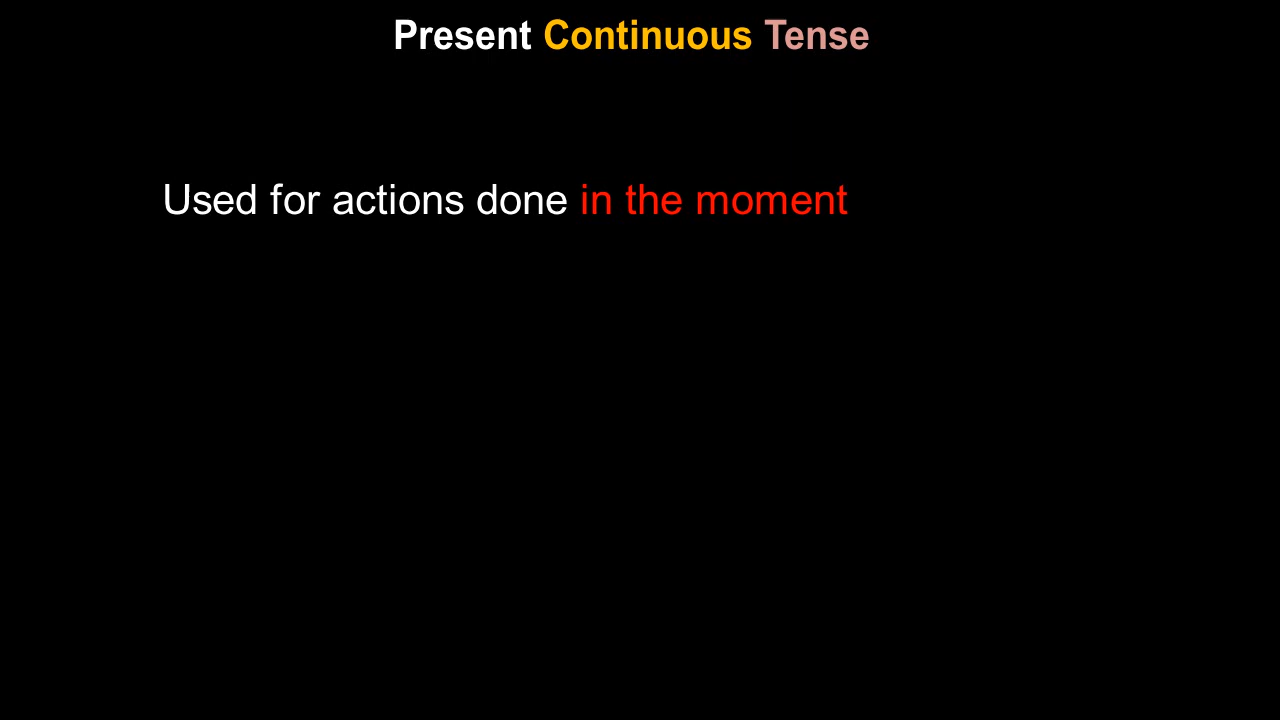 Present Continuous Tense
Used for actions done in the moment